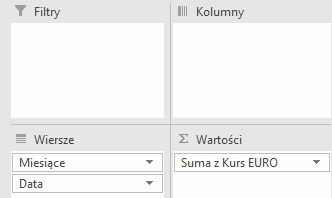 Filtry
Kolumny
Wiersze
Wartości
Miesiące
Suma z Kurs EURO
Data